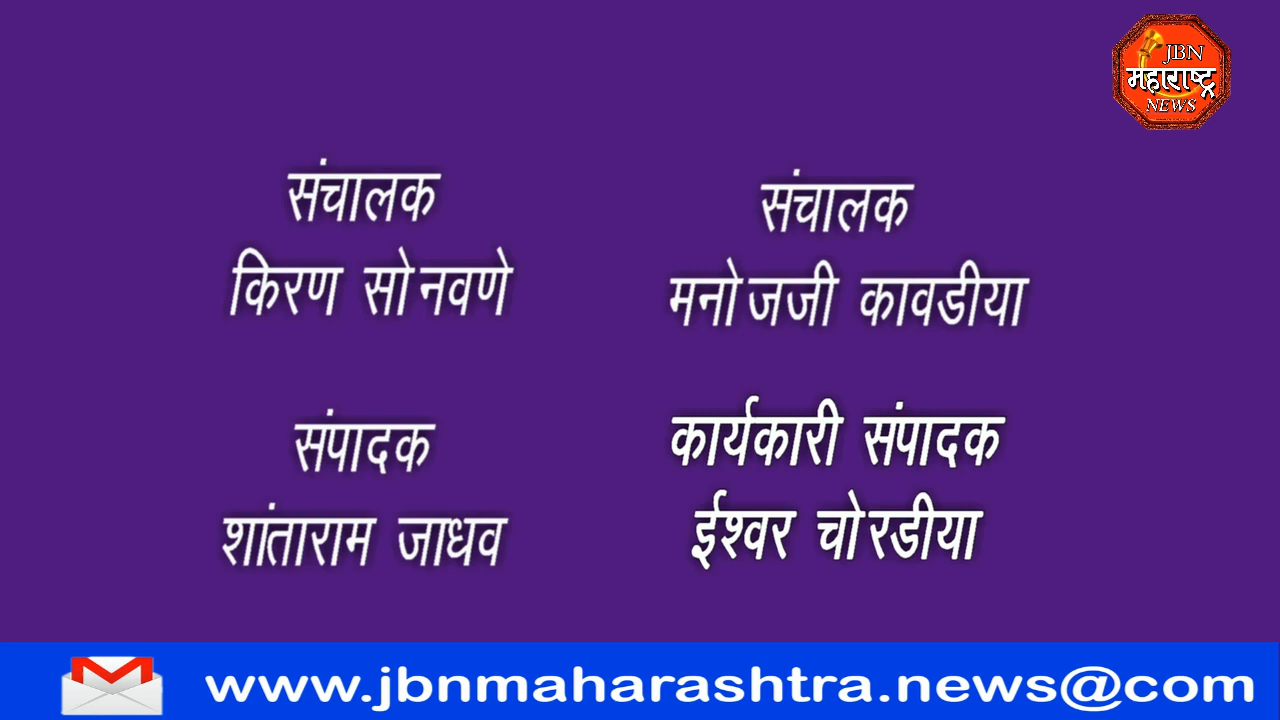 JBN
महाराष्ट्र
NEWS
संचालक
किरण सोनवणे
संचालक
मनोजजी कावडीया
संपादक
शांताराम जाधव
कार्यकारी संपादक
ईश्वर चोरडीया
www.jbnmaharashtra.news@com